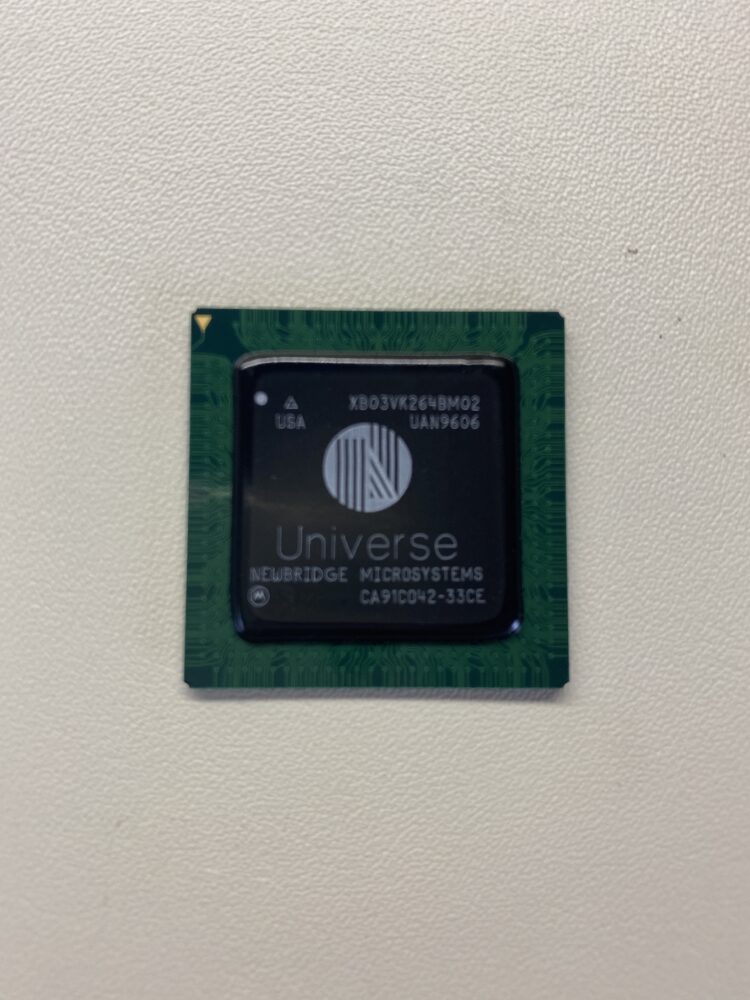 XB03VK264BM02
USA UAN9606
Universe
NEWBRIDGE MICROSYSTEMS
CA91C042-33CE